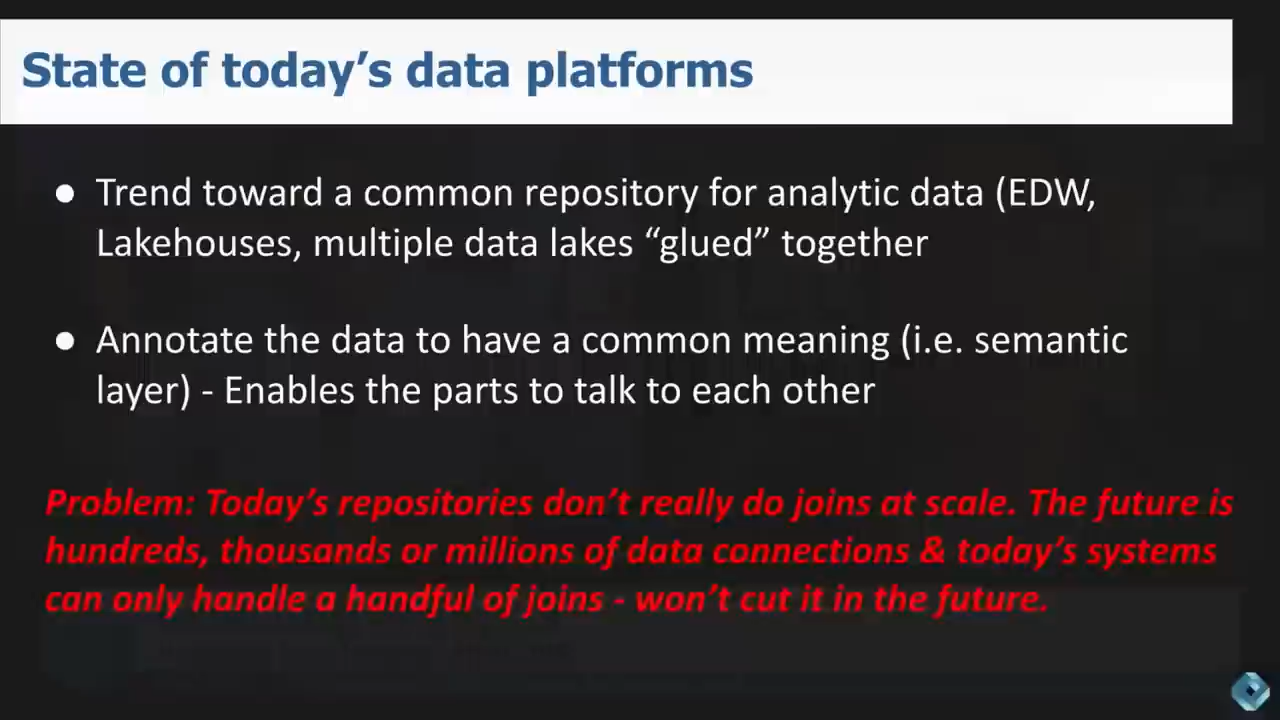 State of today’s data platforms
● Trend toward a common repository for analytic data (EDW,
Lakehouses, multiple data lakes “glued” together
● Annotate the data to have a common meaning (i.e. semantic
layer) - Enables the parts to talk to each other
Problem: Today’s repositories don’t really do joins at scale. The future is
hundreds, thousands or millions of data connections & today’s systems
can only handle a handful of joins - won’t cut it in the future.